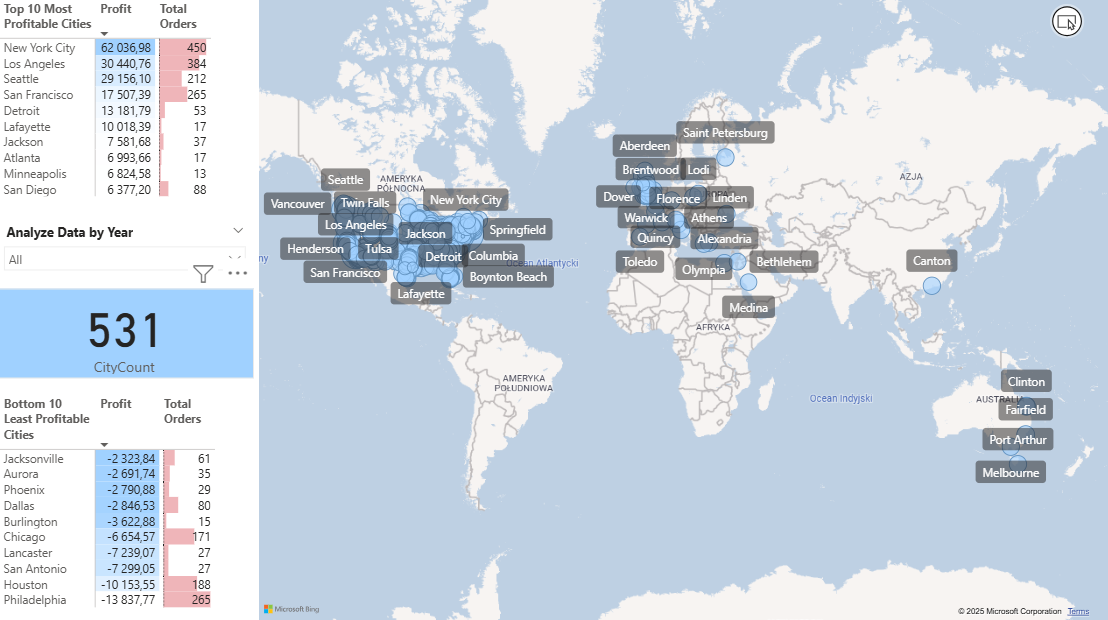 Top 10 Most Profitable Cities Profit Total Orders
New York City 62 036,98 450
Los Angeles 30 440,76 384
Seattle 29 156,10 212
San Francisco 17 507,39 265
Detroit 13 181,79 53
Lafayette 10 018,39 17
Jackson 7 581,68 37
Atlanta 6 993,66 17
Minneapolis 6 824,58 13
San Diego 6 377,20 88
Analyze Data by Year
All
531
CityCount
Bottom 10 Least Profitable Cities Profit Total Orders
Jacksonville -2 323,84 61
Aurora -2 691,74 35
Phoenix -2 790,88 29
Dallas -2 846,53 80
Burlington -3 622,88 15
Chicago -6 654,57 171
Lancaster -7 239,07 27
San Antonio -7 299,05 27
Houston -10 153,55 188
Philadelphia -13 837,77 265
Saint Petersburg
Aberdeen
Brentwood Lodi
AZJA
Seattle
AMERYKA
PÓŁNOCNA
Vancouver Twin Falls New York City
Dover Florence Linden
Los Angeles Jackson Springfield
Warwick Athens
Quincy Alexandria
Henderson Tulsa Detroit Columbia
Ocean Atlantycki
San Francisco Boynton Beach
Toledo Olympia Bethlehem
Canton
Lafayette
Medina
AFRYKA
AMERYKA
POŁUDNIOWA
Ocean Indyjski
Clinton
AUSTRALIA
Fairfield
Port Arthur
Melbourne
Microsoft Bing
© 2025 Microsoft Corporation Terms